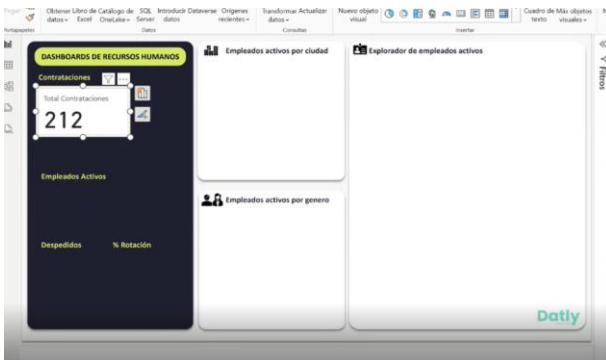 Pegar
Obtener datos
Libro de Excel
Catálogo de OneLake
SQL Server
Introducir datos
Dataverse
Orígenes recientes
Transformar datos
Actualizar
Nuevo objeto visual
Cuadro de texto
Más objetos visuales
Portapapeles
Datos
Consultas
Insertar
DASHBOARDS DE RECURSOS HUMANOS
Contrataciones
Total Contrataciones
212
Empleados Activos
Despedidos
% Rotación
Empleados activos por ciudad
Empleados activos por genero
Explorador de empleados activos
Filtros
Datly